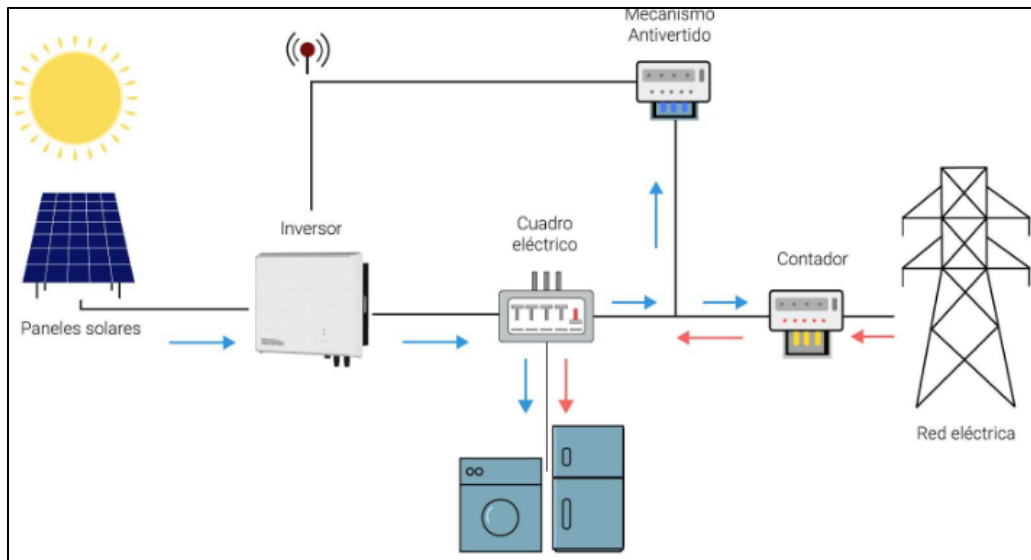 Mecanismo
Antivertido
Inversor
Cuadro
eléctrico
Contador
Paneles solares
Red eléctrica